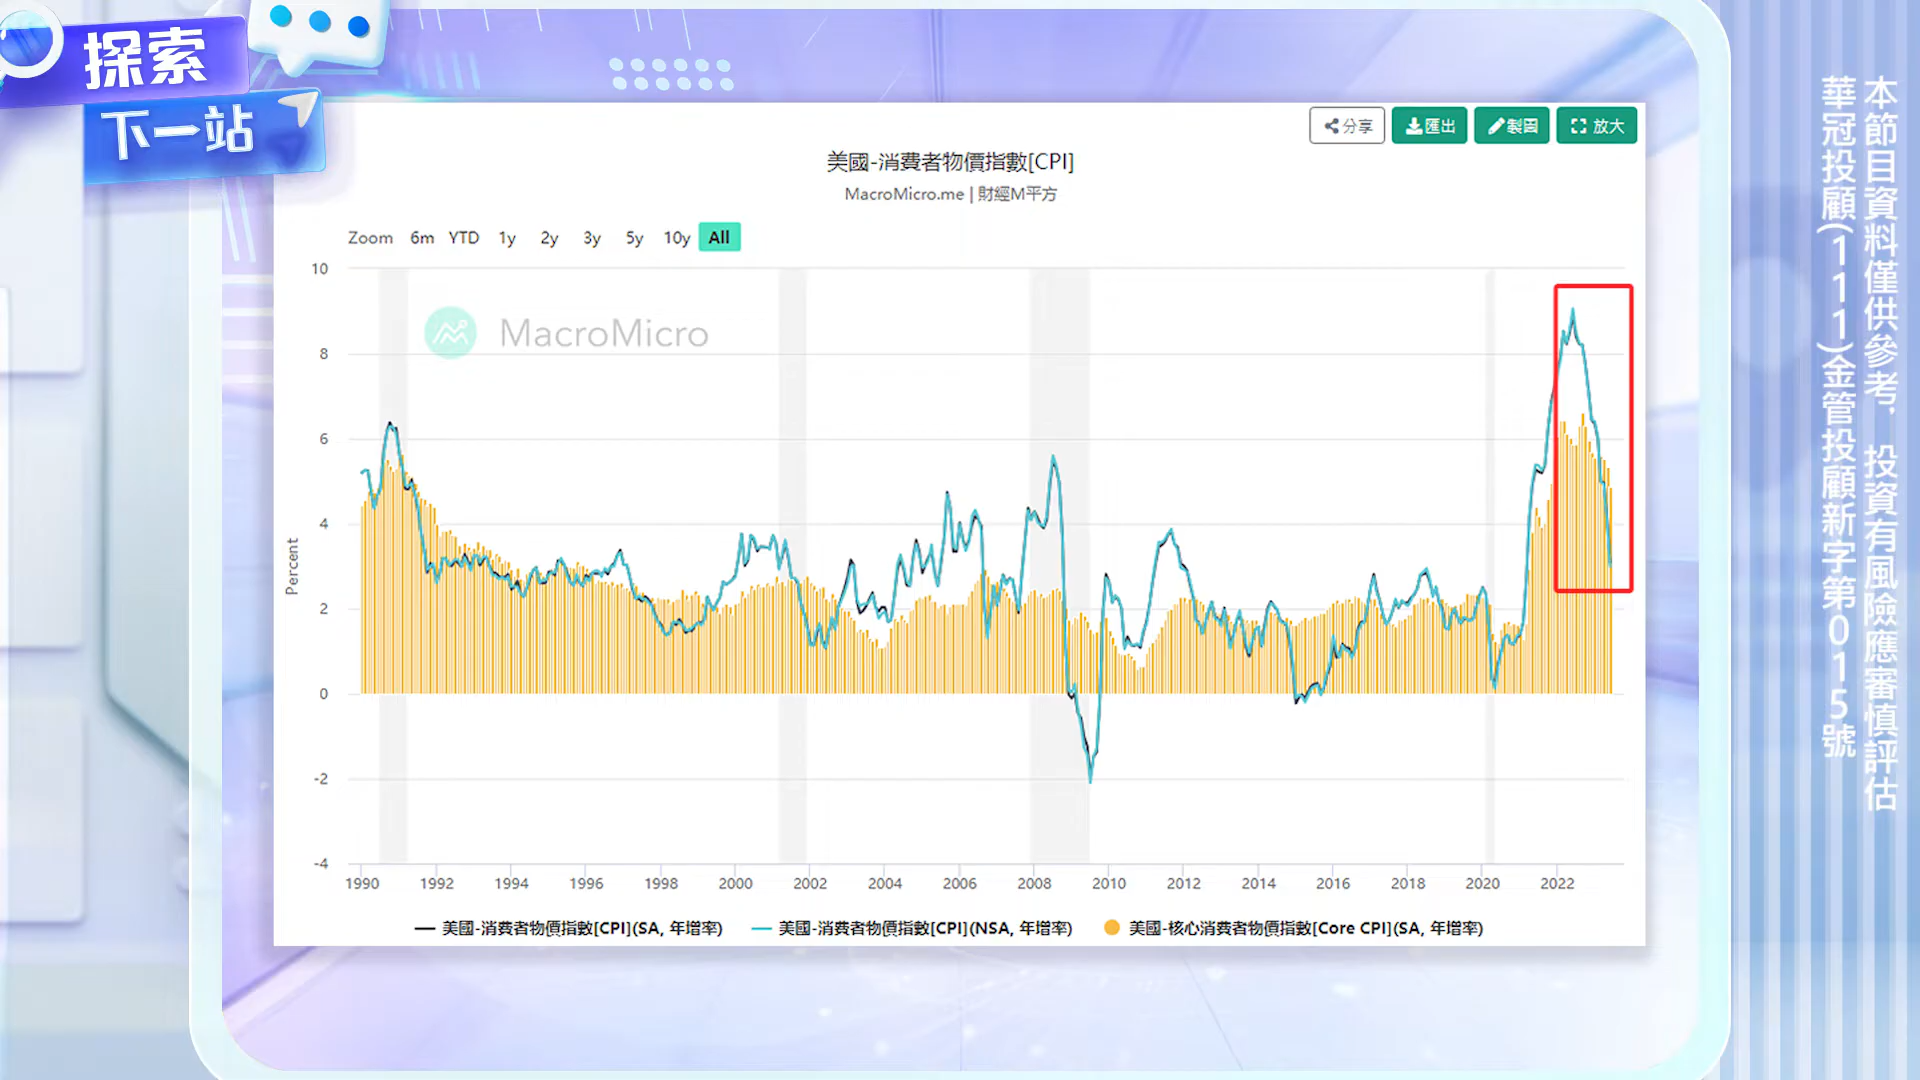 探索
下一站
分享
匯出
製圖
放大
美國-消費者物價指數[CPI]
MacroMicro.me | 財經M平方
Zoom 6m YTD 1y 2y 3y 5y 10y All
MacroMicro
Percent
10
8
6
4
2
0
-2
-4
1990 1992 1994 1996 1998 2000 2002 2004 2006 2008 2010 2012 2014 2016 2018 2020 2022
美國-消費者物價指數[CPI](SA, 年增率)
美國-消費者物價指數[CPI](NSA, 年增率)
美國-核心消費者物價指數[Core CPI](SA, 年增率)
本節目資料僅供參考，投資有風險應審慎評估
華冠投顧(111)金管投顧新字第015號